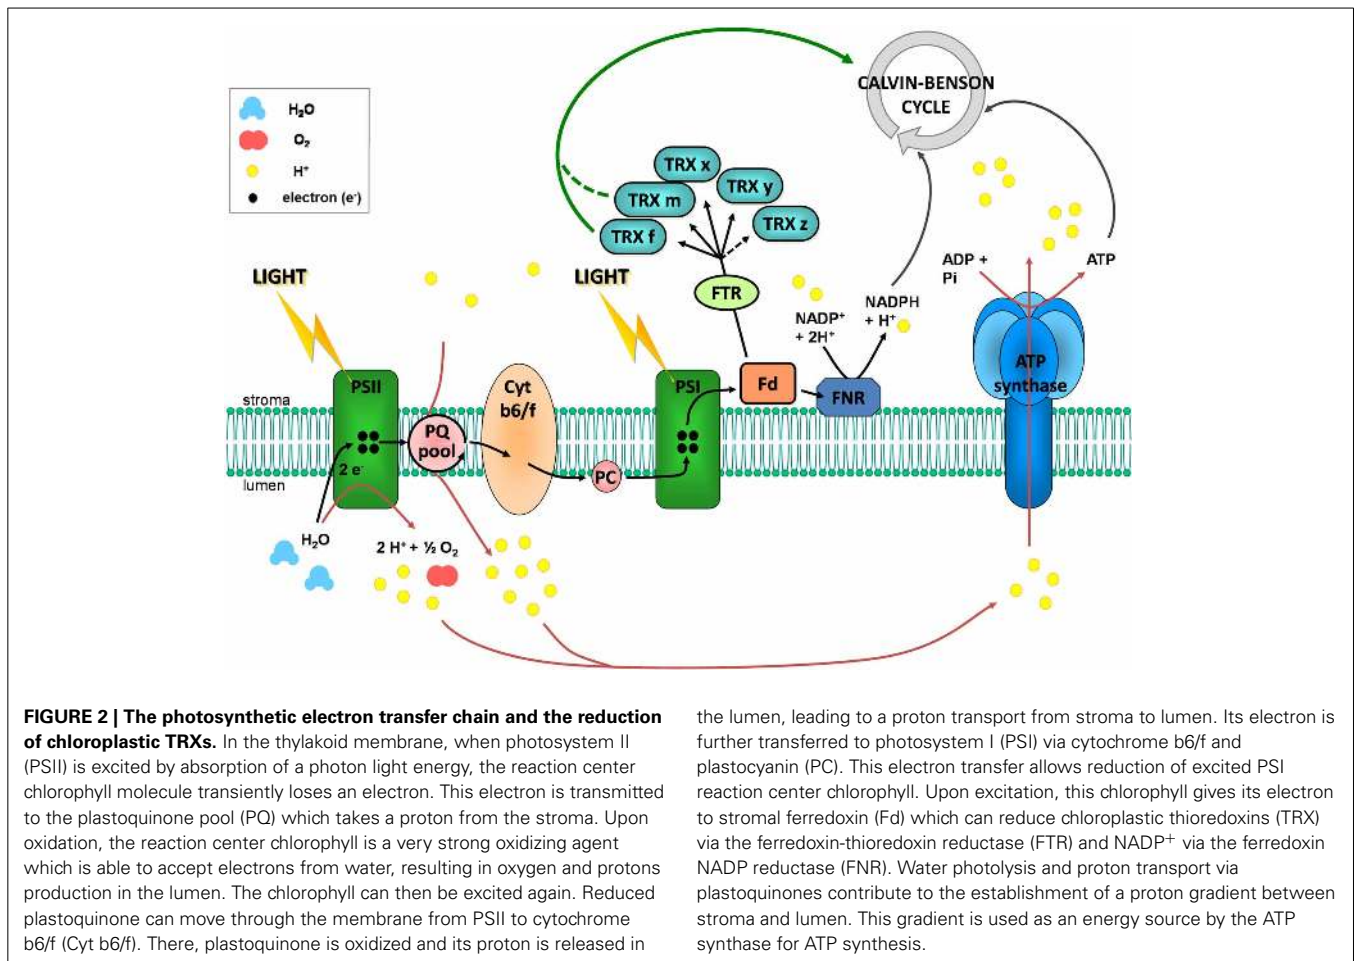 H₂O
O₂
H⁺
electron (e⁻)
CALVIN-BENSON
CYCLE
TRX x
TRX y
TRX m
TRX z
TRX f
LIGHT
LIGHT
FTR
ADP +
Pi
ATP
NADP⁺
+ 2H⁺
NADPH
+ H⁺
ATP
synthase
PSII
Cyt
b6/f
PSI
Fd
FNR
stroma
PQ
pool
2 e⁻
PC
lumen
H₂O
2 H⁺ + ½ O₂
FIGURE 2 | The photosynthetic electron transfer chain and the reduction
of chloroplastic TRXs. In the thylakoid membrane, when photosystem II
(PSII) is excited by absorption of a photon light energy, the reaction center
chlorophyll molecule transiently loses an electron. This electron is transmitted
to the plastoquinone pool (PQ) which takes a proton from the stroma. Upon
oxidation, the reaction center chlorophyll is a very strong oxidizing agent
which is able to accept electrons from water, resulting in oxygen and protons
production in the lumen. The chlorophyll can then be excited again. Reduced
plastoquinone can move through the membrane from PSII to cytochrome
b6/f (Cyt b6/f). There, plastoquinone is oxidized and its proton is released in
the lumen, leading to a proton transport from stroma to lumen. Its electron is
further transferred to photosystem I (PSI) via cytochrome b6/f and
plastocyanin (PC). This electron transfer allows reduction of excited PSI
reaction center chlorophyll. Upon excitation, this chlorophyll gives its electron
to stromal ferredoxin (Fd) which can reduce chloroplastic thioredoxins (TRX)
via the ferredoxin-thioredoxin reductase (FTR) and NADP⁺ via the ferredoxin
NADP reductase (FNR). Water photolysis and proton transport via
plastoquinones contribute to the establishment of a proton gradient between
stroma and lumen. This gradient is used as an energy source by the ATP
synthase for ATP synthesis.